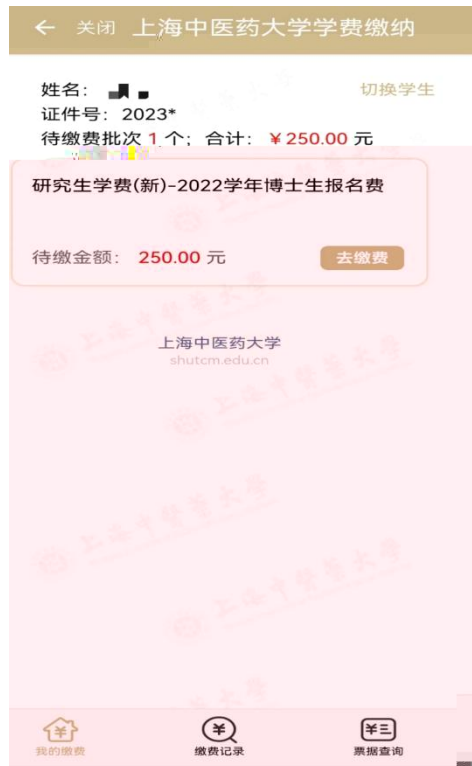 关闭 上海中医药大学学费缴纳
姓名：
切换学生
证件号：2023*
待缴费批次 1 个；合计：￥250.00 元
研究生学费(新)-2022学年博士生报名费
待缴金额：250.00 元
去缴费
上海中医药大学
shutcm.edu.cn
我的缴费
缴费记录
票据查询